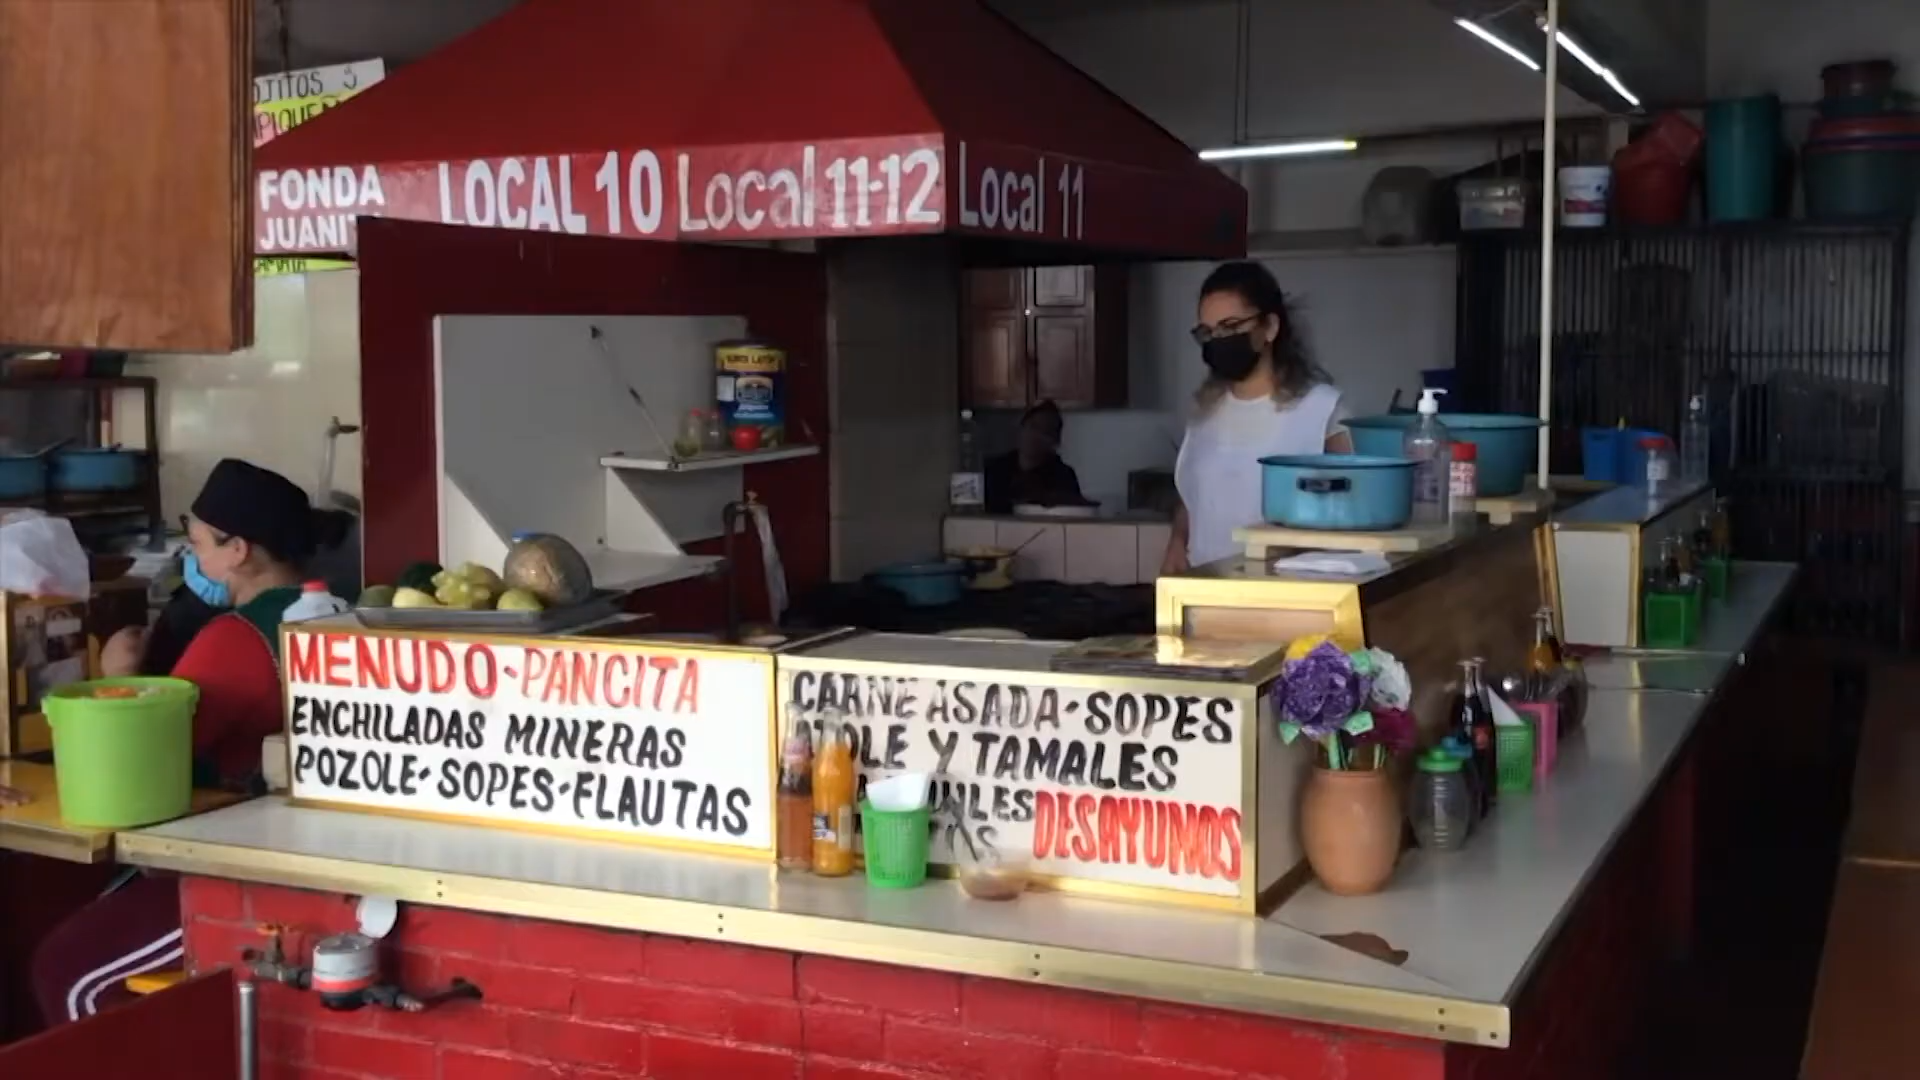 FONDA
LOCAL 10 Local 11-12 Local 11
MENUDO-PANCITA
ENCHILADAS MINERAS
POZOLE-SOPES-FLAUTAS
CARNE ASADA-SOPES
ATOLE Y TAMALES
DESAYUNOS